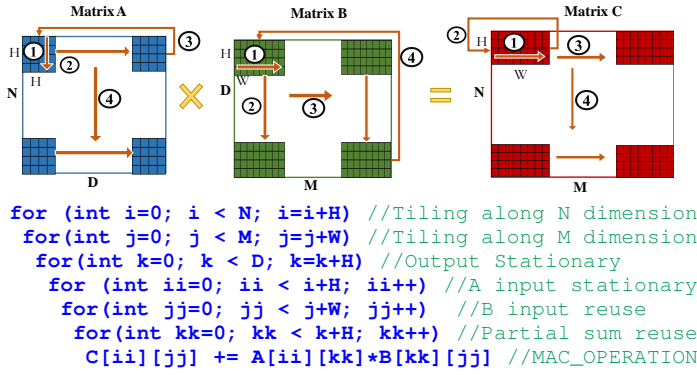 Matrix A
Matrix B
Matrix C
H
1
2
3
H
4
N
D
H
1
W
D
2
3
4
M
2
H
1
3
W
N
4
M
×
=
for (int i=0; i < N; i=i+H) //Tiling along N dimension
for(int j=0; j < M; j=j+W) //Tiling along M dimension
for(int k=0; k < D; k=k+H) //Output Stationary
for (int ii=0; ii < i+H; ii++) //A input stationary
for(int jj=0; jj < j+W; jj++) //B input reuse
for(int kk=0; kk < k+H; kk++) //Partial sum reuse
C[ii][jj] += A[ii][kk]*B[kk][jj] //MAC_OPERATION